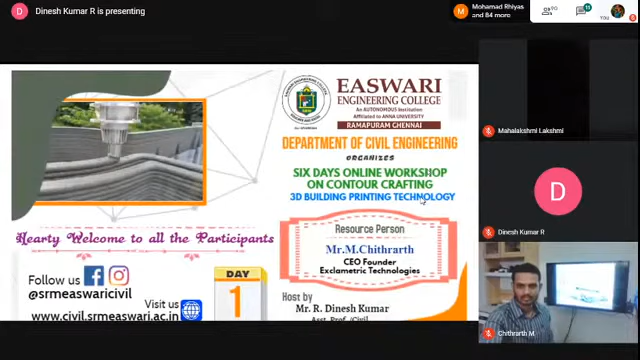 D Dinesh Kumar R is presenting
Mohamad Rhiyas
and 84 more
YOU
EASWARI
ENGINEERING COLLEGE
An AUTONOMOUS Institution
Affiliated to ANNA UNIVERSITY
RAMAPURAM CHENNAI
DEPARTMENT OF CIVIL ENGINEERING
ORGANIZES
SIX DAYS ONLINE WORKSHOP
ON CONTOUR CRAFTING
3D BUILDING PRINTING TECHNOLOGY
Hearty Welcome to all the Participants
Resource Person
Mr.M.Chithrarth
CEO Founder
Exclametric Technologies
Follow us
@srmeaswaricivil
Visit us
www.civil.srmeaswari.ac.in
DAY
1
Host by
Mr. R. Dinesh Kumar
Asst. Prof /Civil
Mahalakshmi Lakshmi
D
Dinesh Kumar R
Chithrarth M